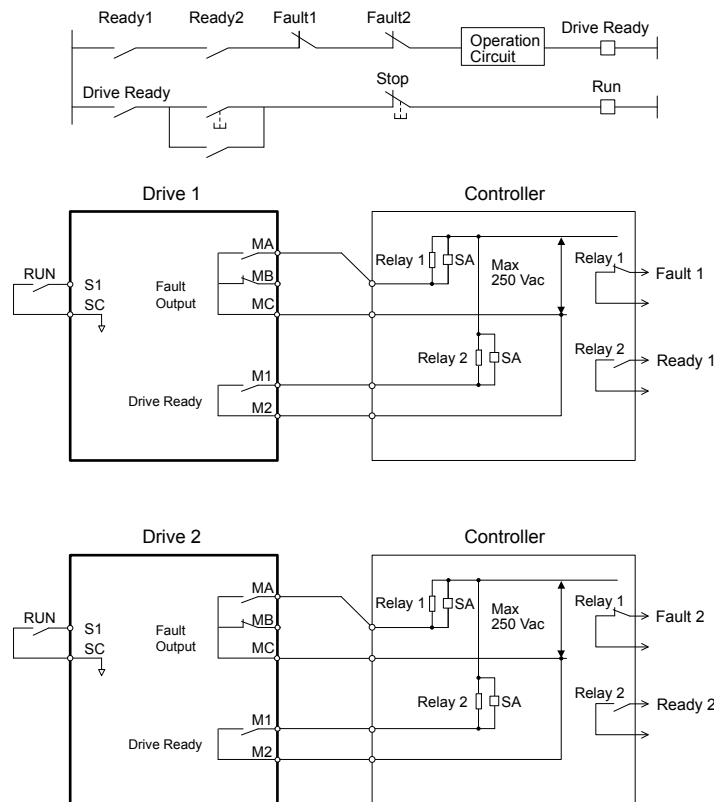 Ready1 Ready2 Fault1 Fault2
Operation
Circuit
Drive Ready
Drive Ready
Stop
Run
Drive 1
Controller
RUN
S1
SC
Fault
Output
MA
MB
MC
Drive Ready
M1
M2
Relay 1
SA
Max
250 Vac
Relay 2
SA
Relay 1
Fault 1
Relay 2
Ready 1
Drive 2
Controller
RUN
S1
SC
Fault
Output
MA
MB
MC
Drive Ready
M1
M2
Relay 1
SA
Max
250 Vac
Relay 2
SA
Relay 1
Fault 2
Relay 2
Ready 2